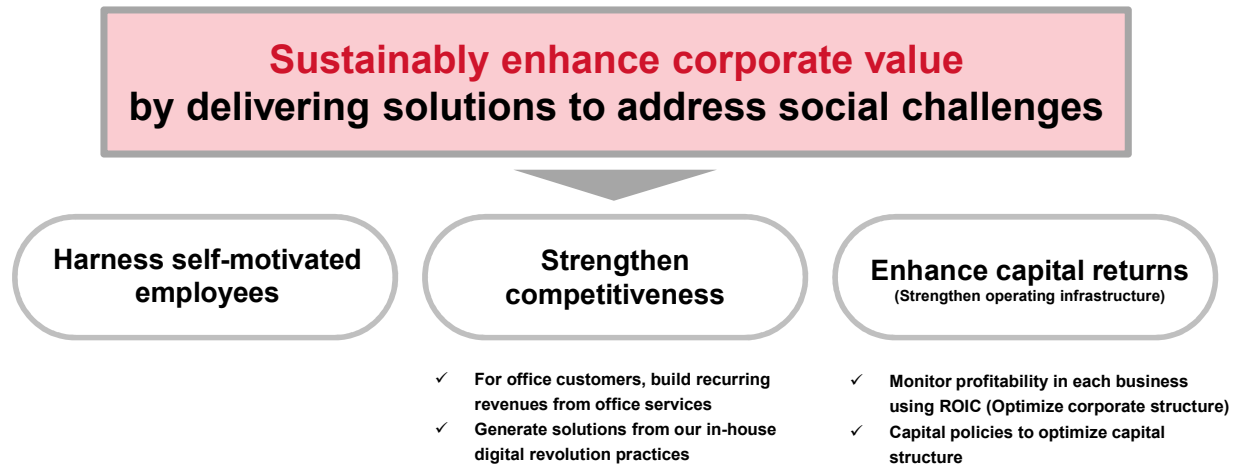 Sustainably enhance corporate value
by delivering solutions to address social challenges
Harness self-motivated
employees
Strengthen
competitiveness
Enhance capital returns
(Strengthen operating infrastructure)
✓ For office customers, build recurring
revenues from office services
✓ Generate solutions from our in-house
digital revolution practices
✓ Monitor profitability in each business
using ROIC (Optimize corporate structure)
✓ Capital policies to optimize capital
structure